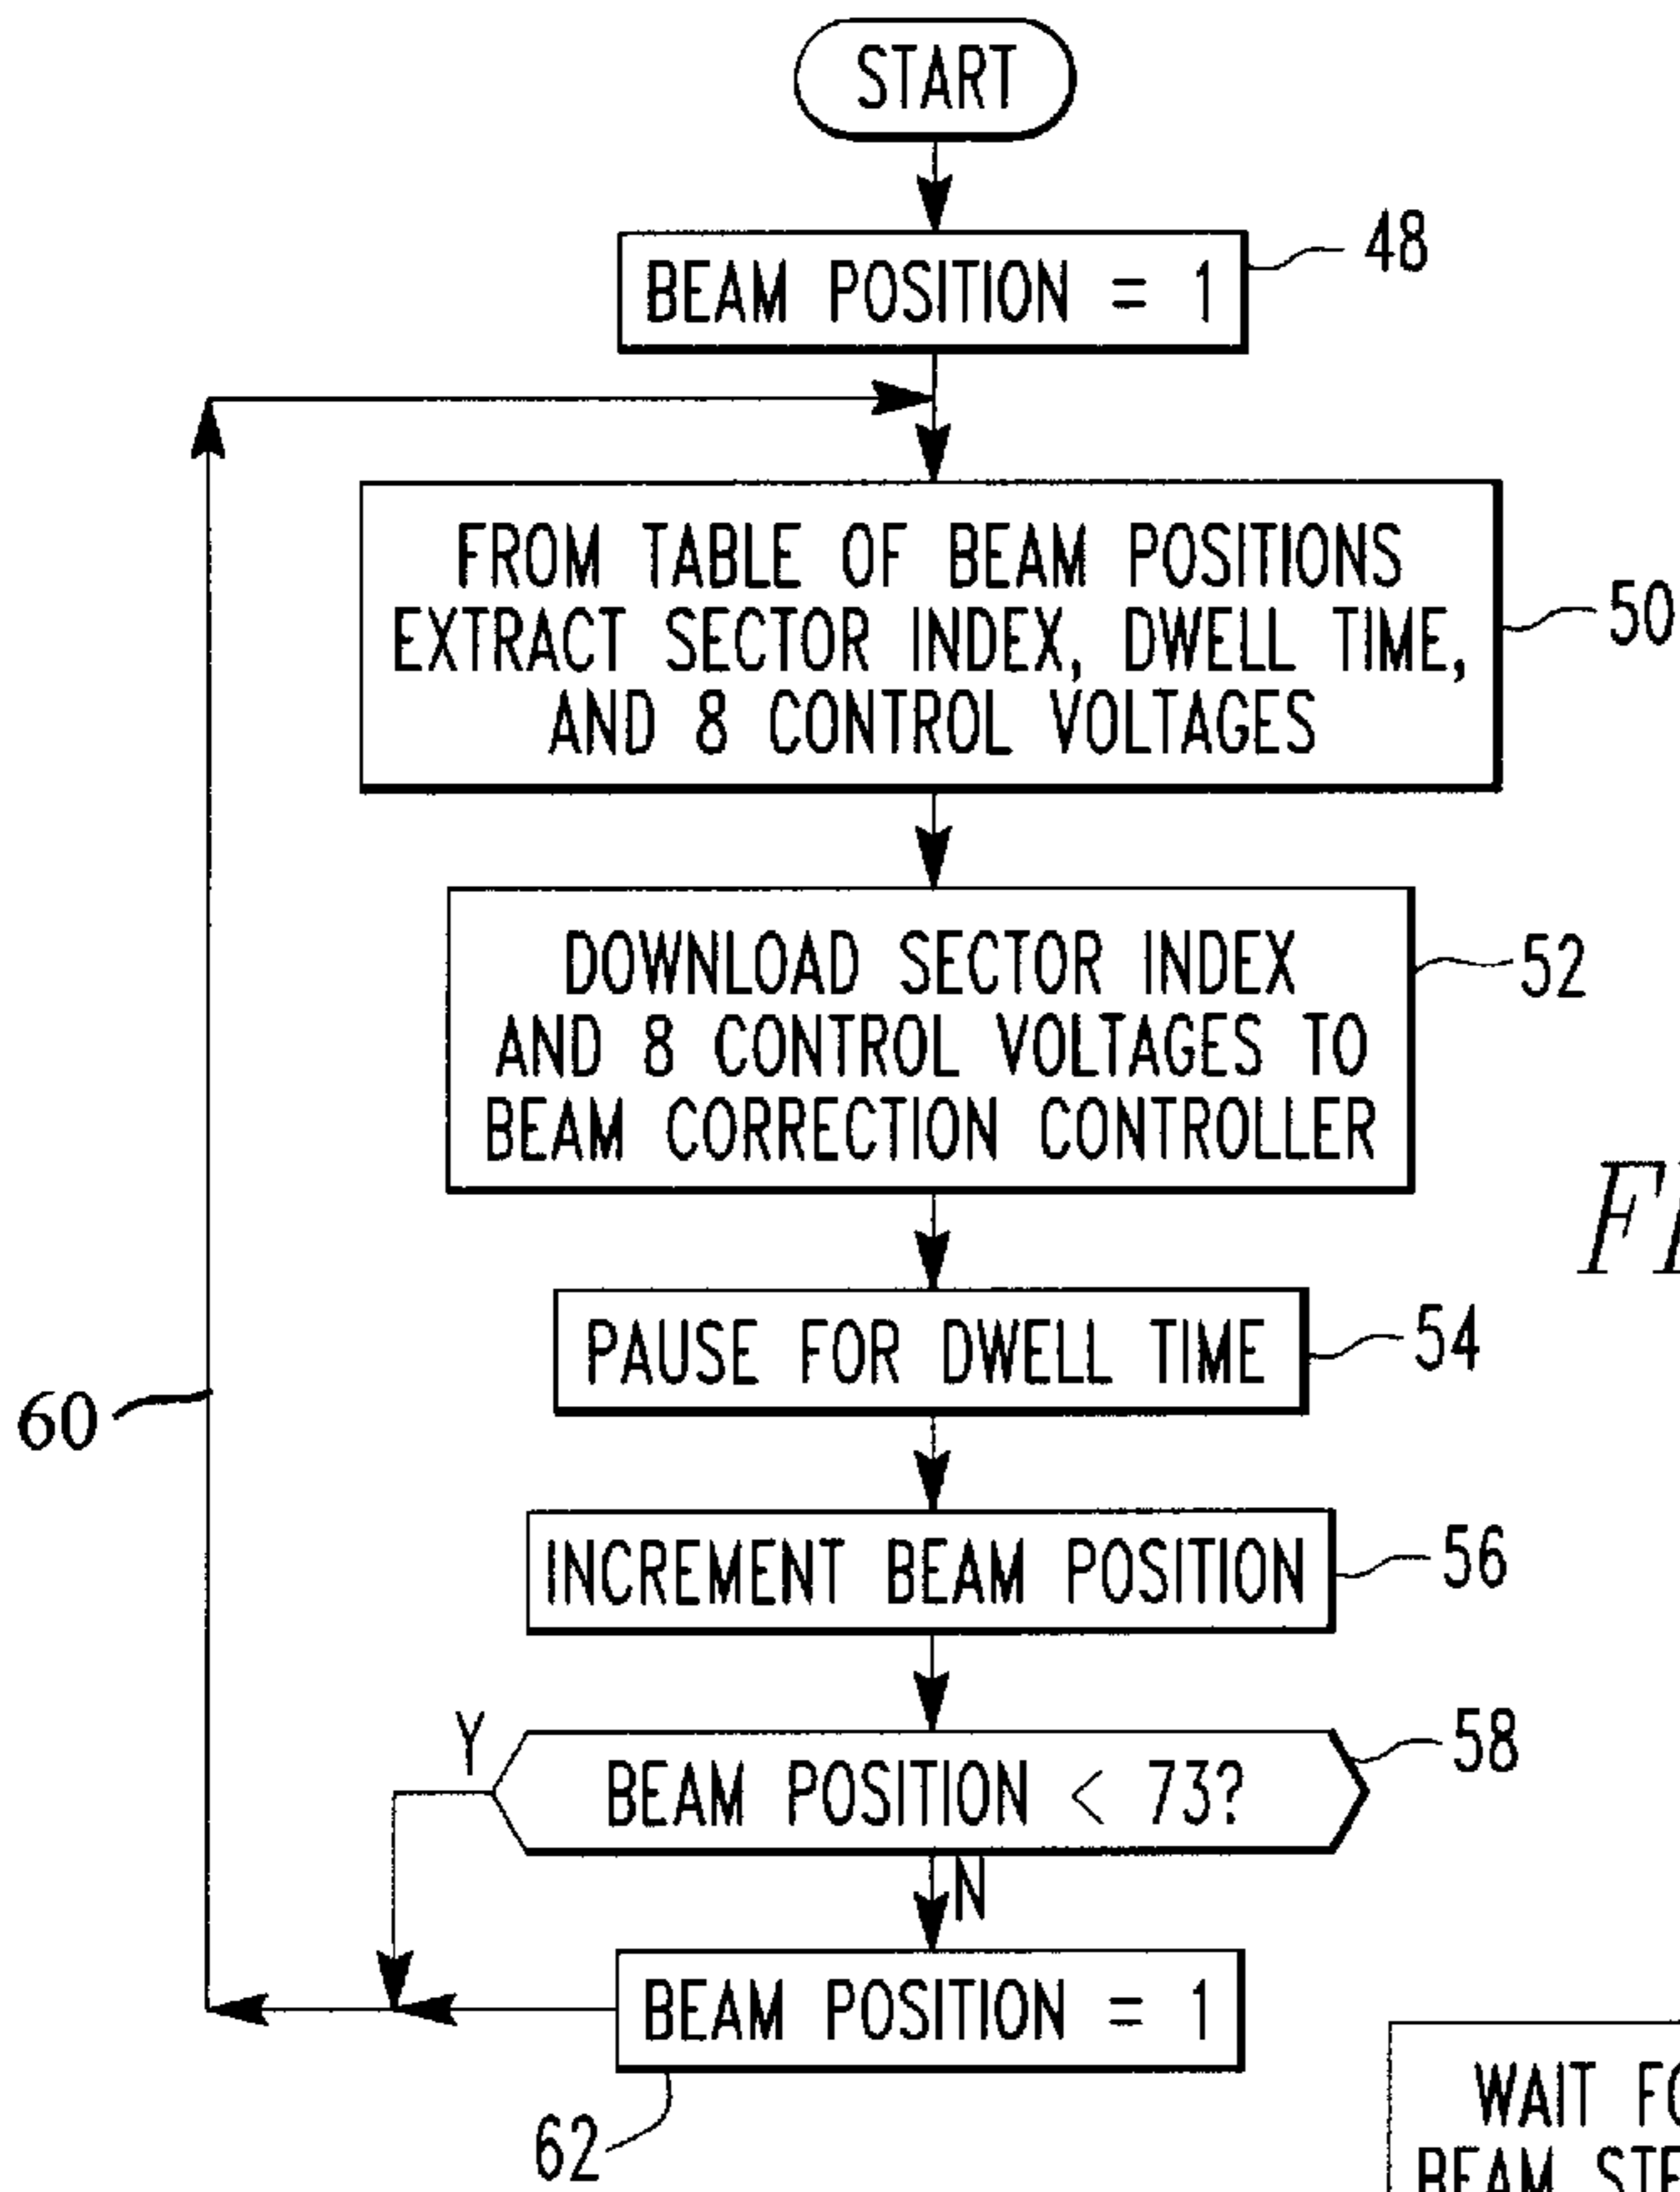 START
BEAM POSITION = 1
48
FROM TABLE OF BEAM POSITIONS
EXTRACT SECTOR INDEX, DWELL TIME,
AND 8 CONTROL VOLTAGES
50
DOWNLOAD SECTOR INDEX
AND 8 CONTROL VOLTAGES TO
BEAM CORRECTION CONTROLLER
52
PAUSE FOR DWELL TIME
54
60
INCREMENT BEAM POSITION
56
Y
BEAM POSITION < 73?
58
N
BEAM POSITION = 1
62
WAIT
BEAM